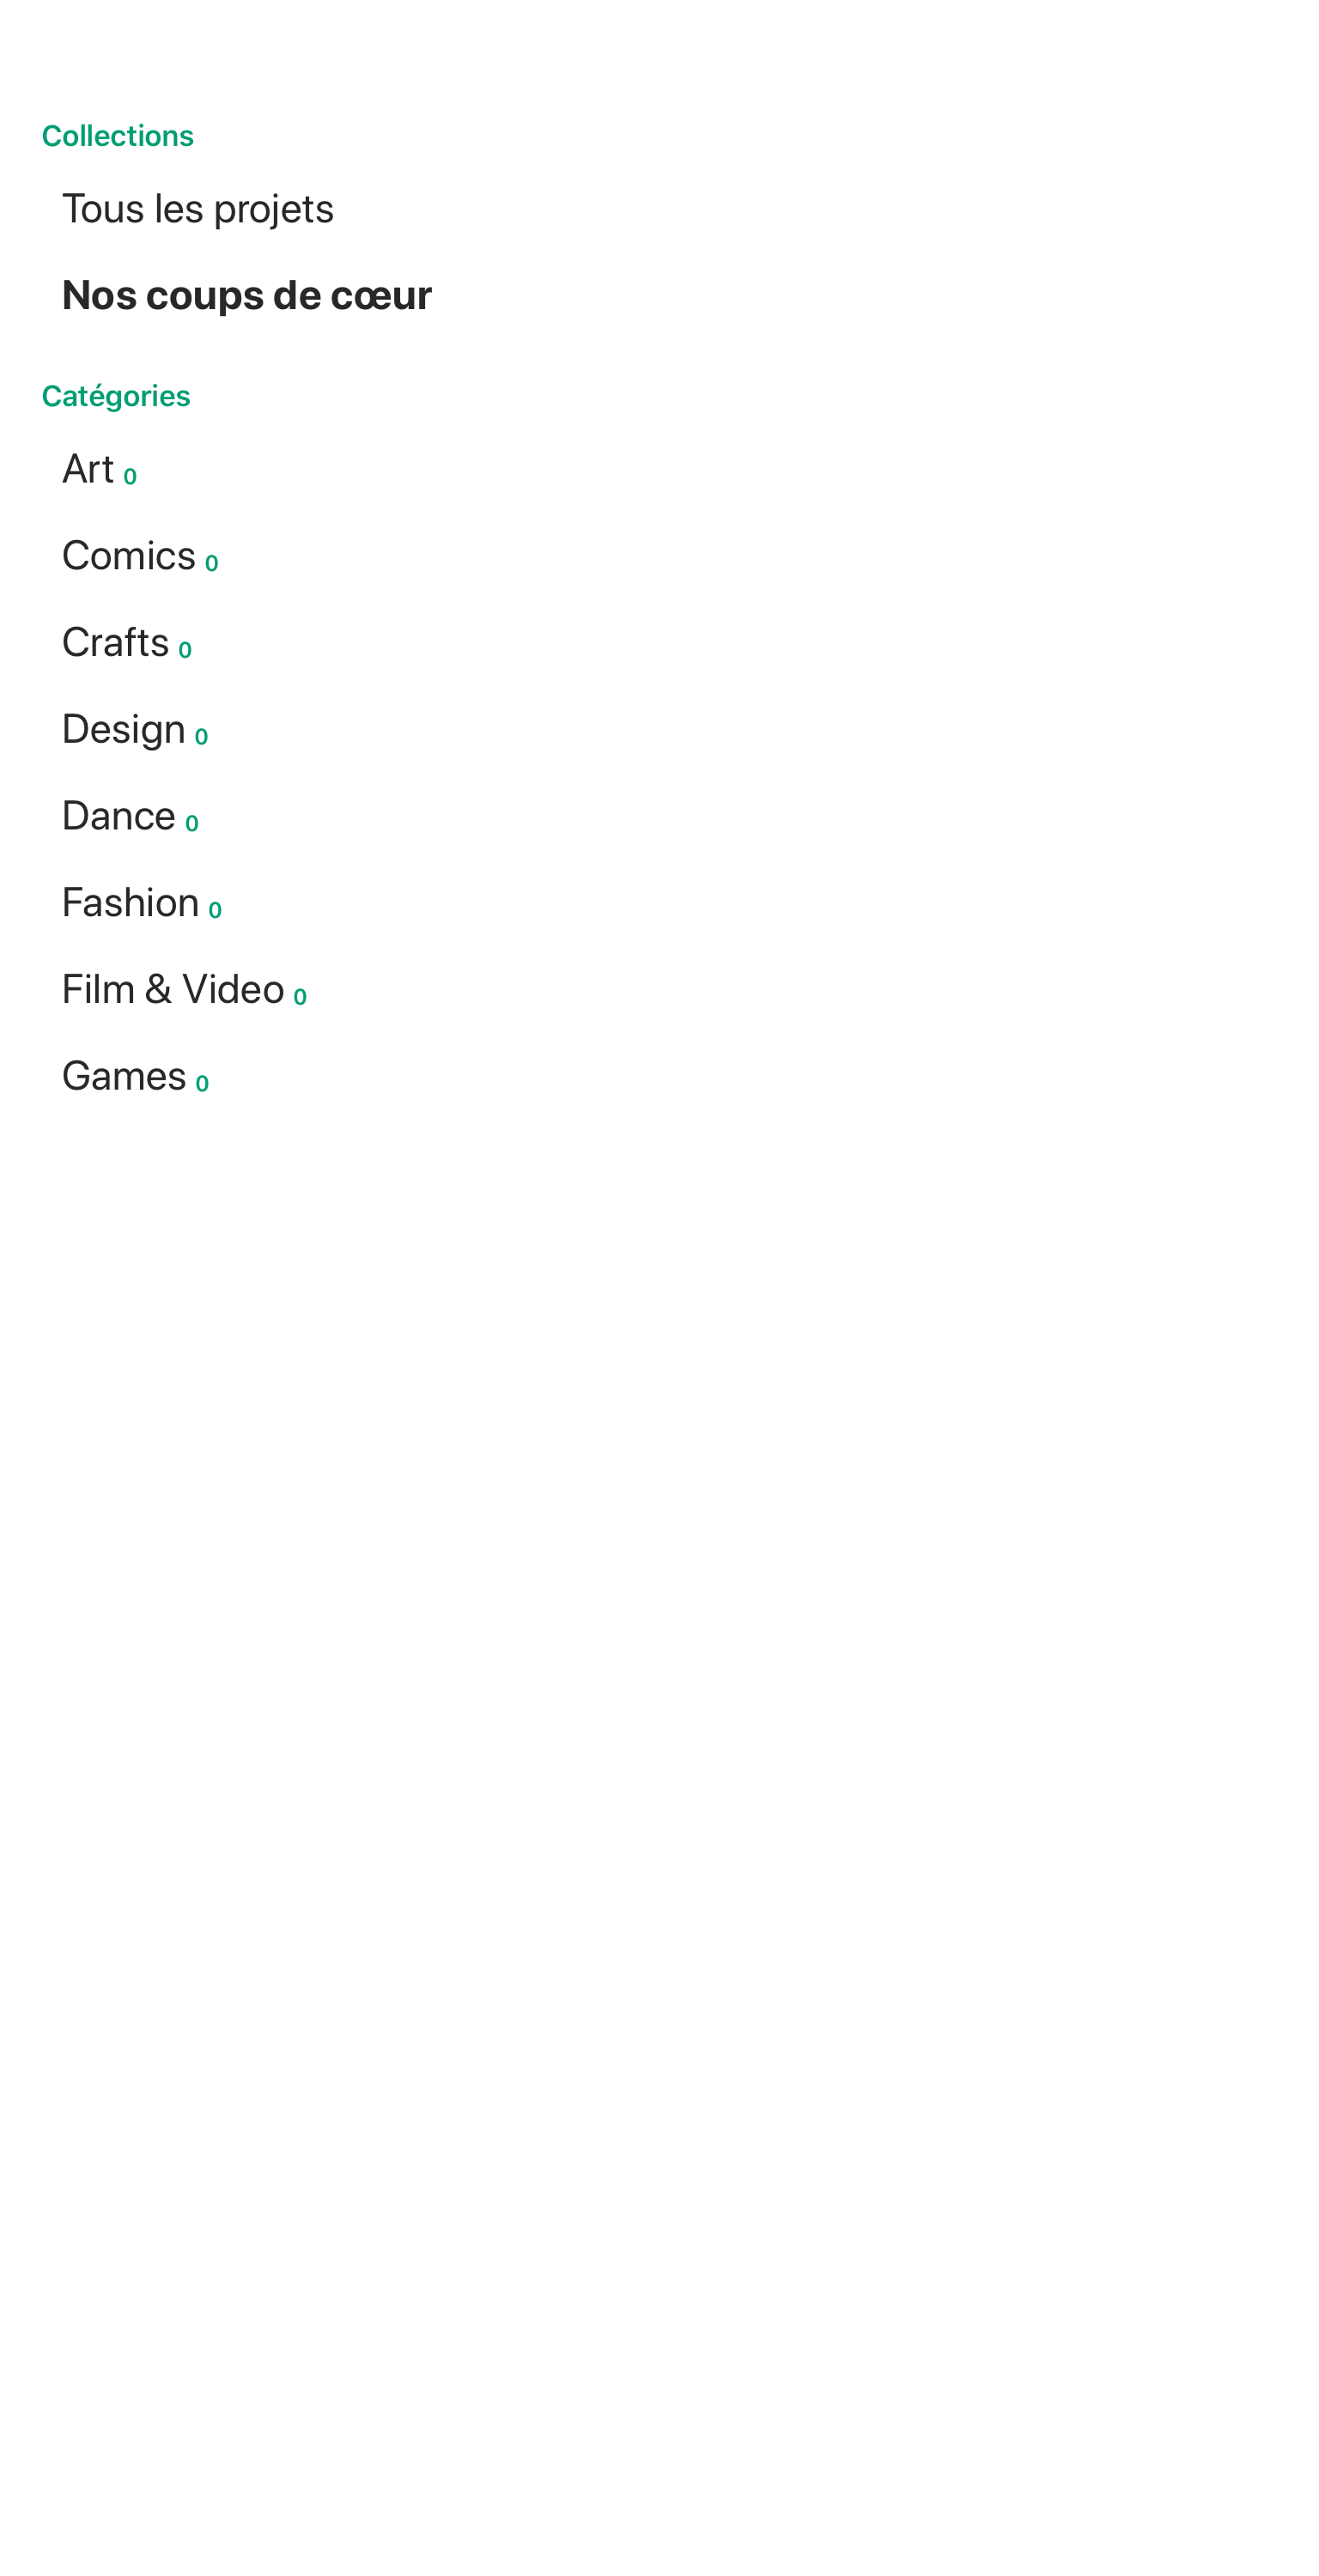 Collections
Tous les projets
Nos coups de cœur
Catégories
Art 0
Comics 0
Crafts 0
Design 0
Dance 0
Fashion 0
Film & Video 0
Games 0